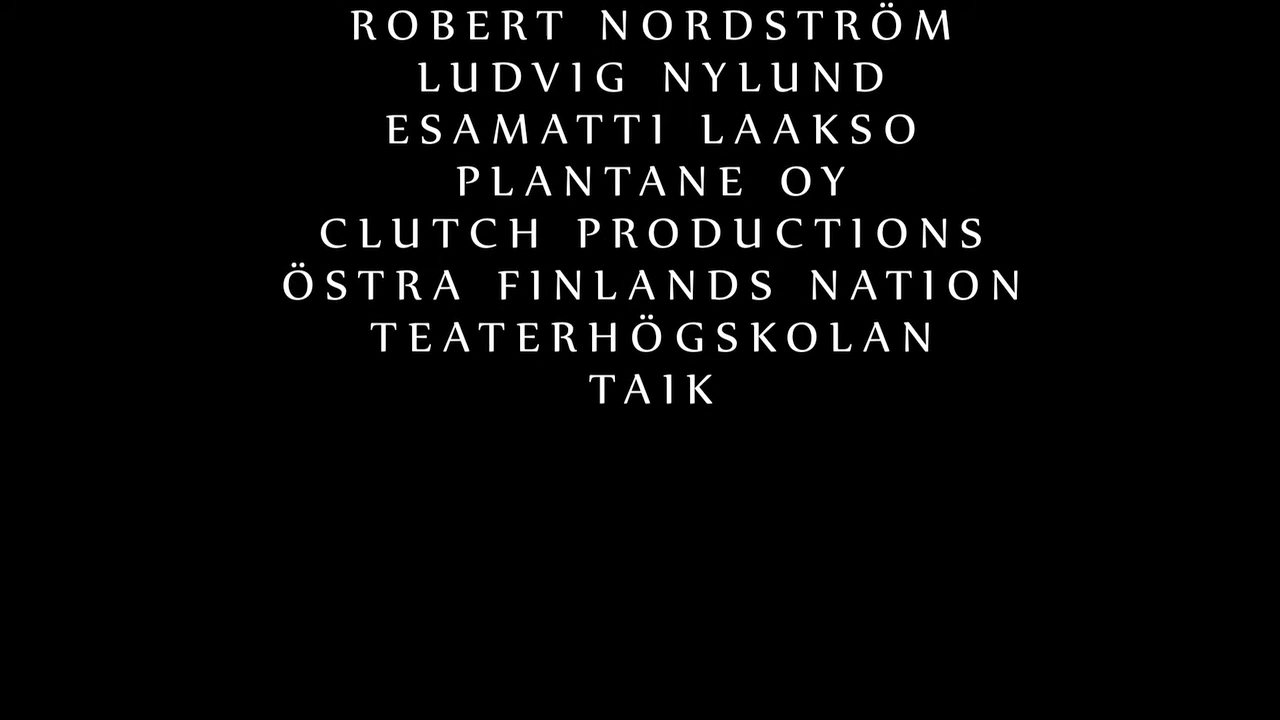 ROBERT NORDSTRÖM
LUDVIG NYLUND
ESAMATTI LAAKSO
PLANTANE OY
CLUTCH PRODUCTIONS
ÖSTRA FINLANDS NATION
TEATERHÖGSKOLAN
TAIK